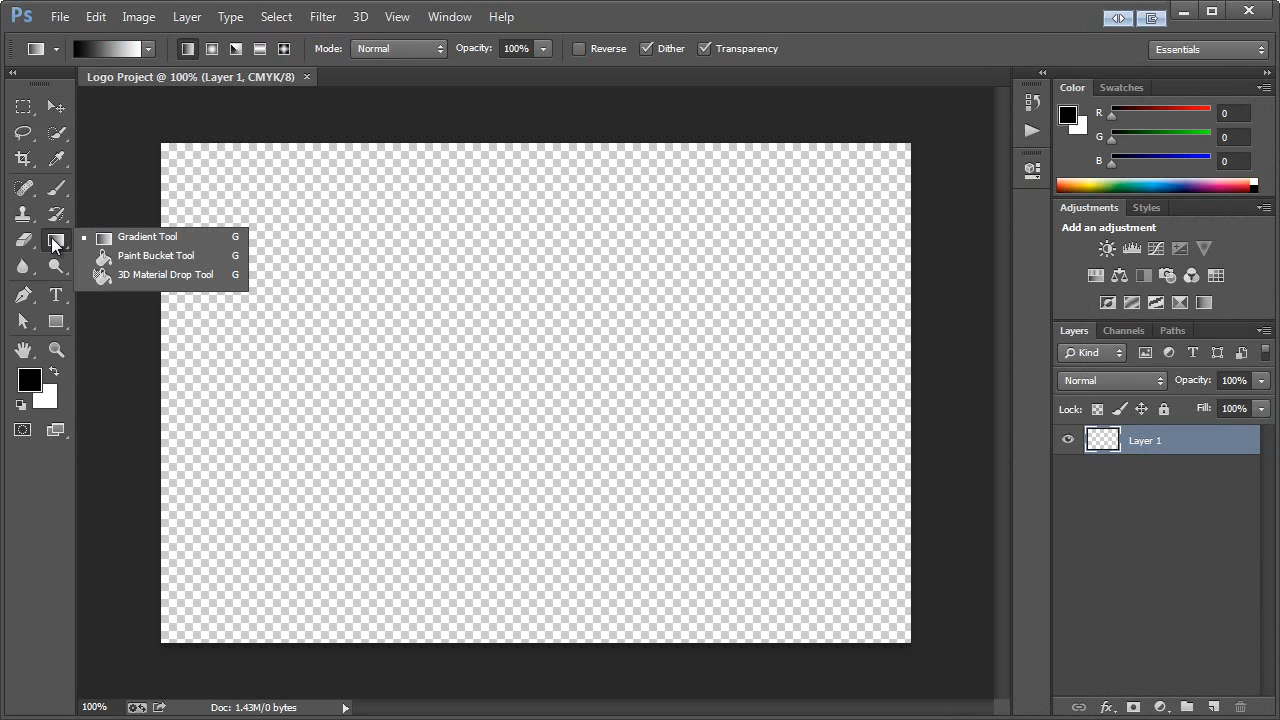 Ps File Edit Image Layer Type Select Filter 3D View Window Help
Mode: Normal Opacity: 100% Reverse Dither Transparency Essentials
Logo Project @ 100% (Layer 1, CMYK/8) ×
Color Swatches
R 0
G 0
B 0
Adjustments Styles
Add an adjustment
Gradient Tool G
Paint Bucket Tool G
3D Material Drop Tool G
T
Layers Channels Paths
Kind T
Normal Opacity: 100%
Lock: Fill: 100%
Layer 1
100% Doc: 1.43M/0 bytes
fx